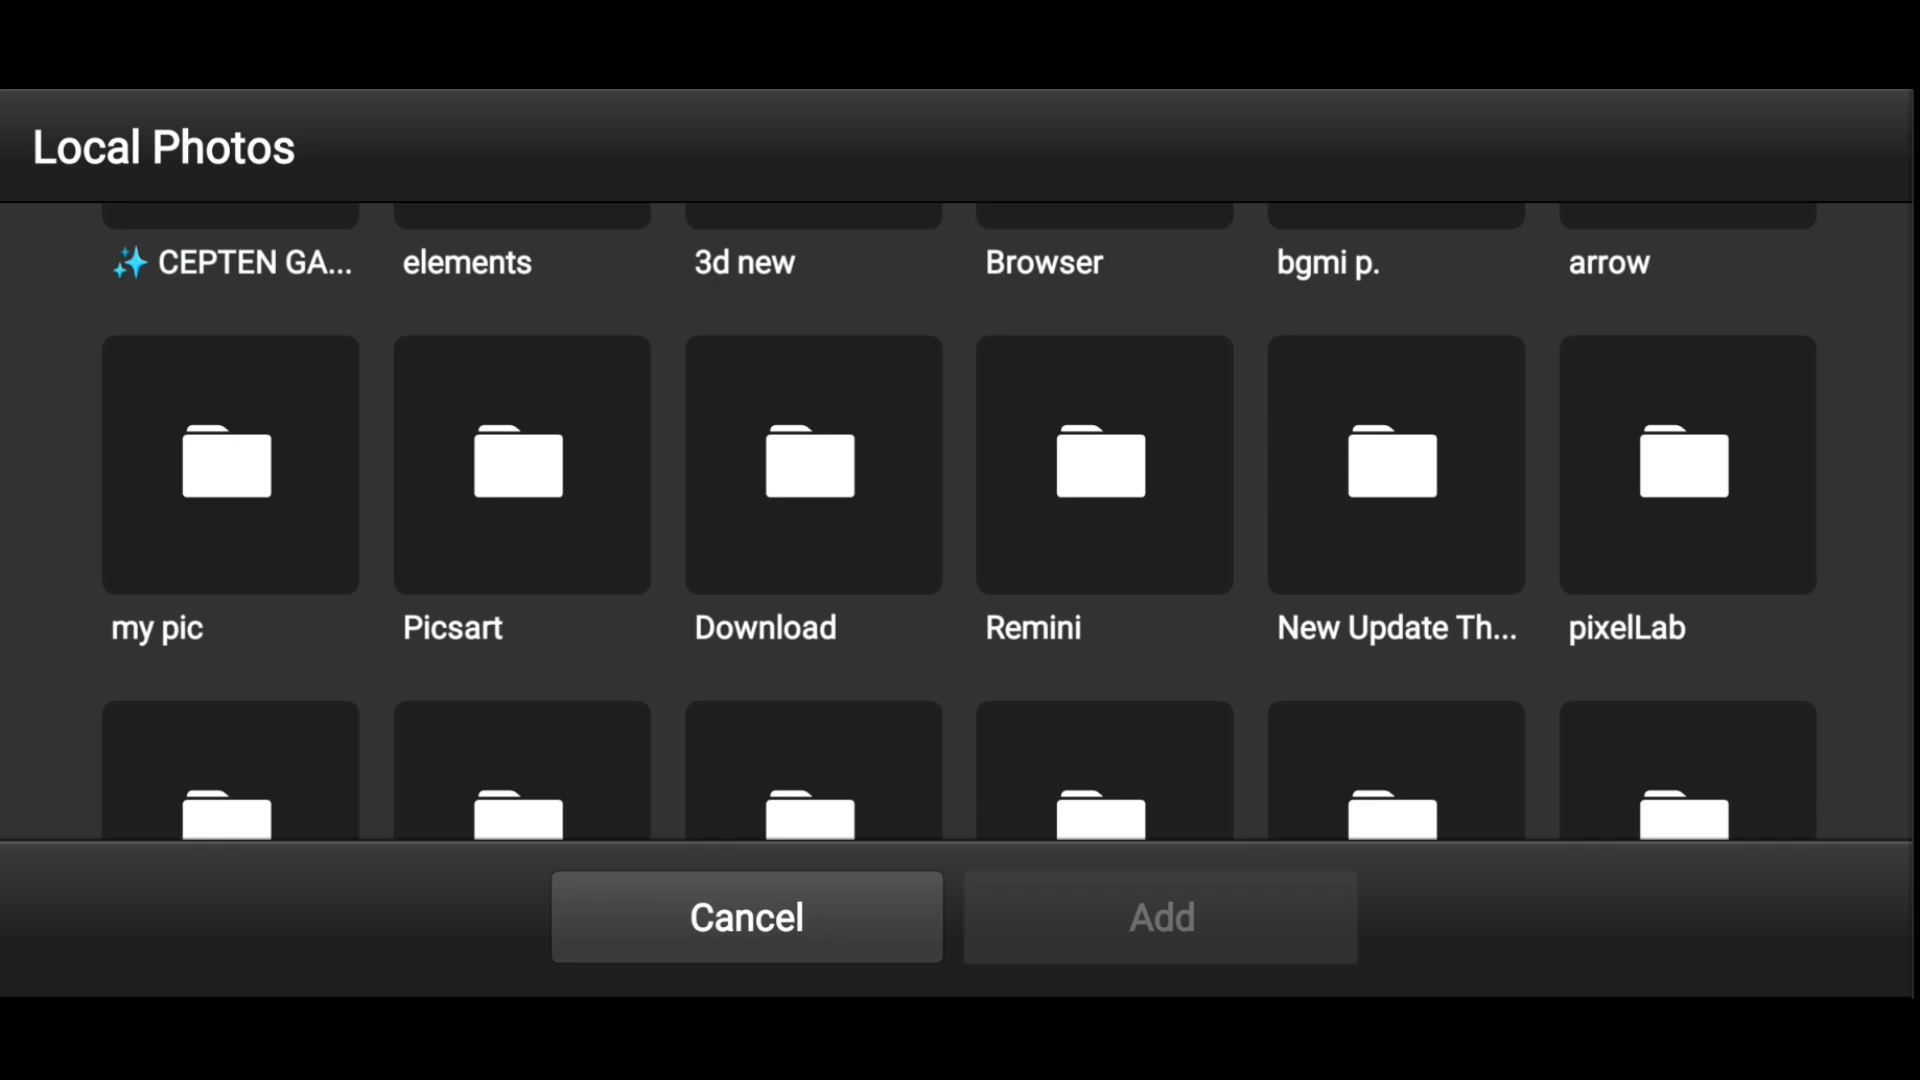 Local Photos
✨ CEPTEN GA...
elements
3d new
Browser
bgmi p.
arrow
my pic
Picsart
Download
Remini
New Update Th...
pixelLab
Cancel
Add